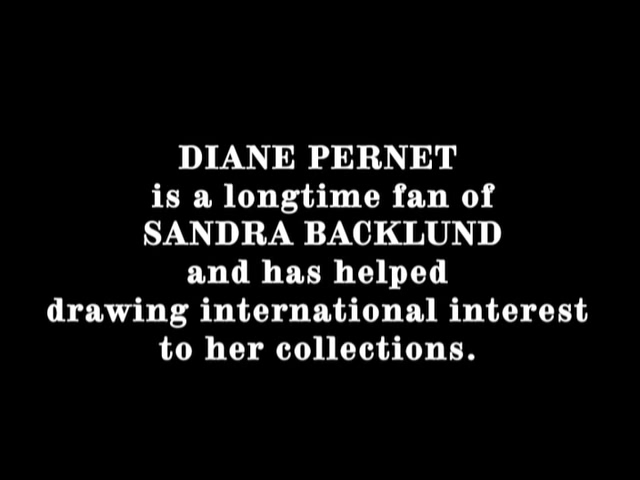 DIANE PERNET
is a longtime fan of
SANDRA BACKLUND
and has helped
drawing international interest
to her collections.